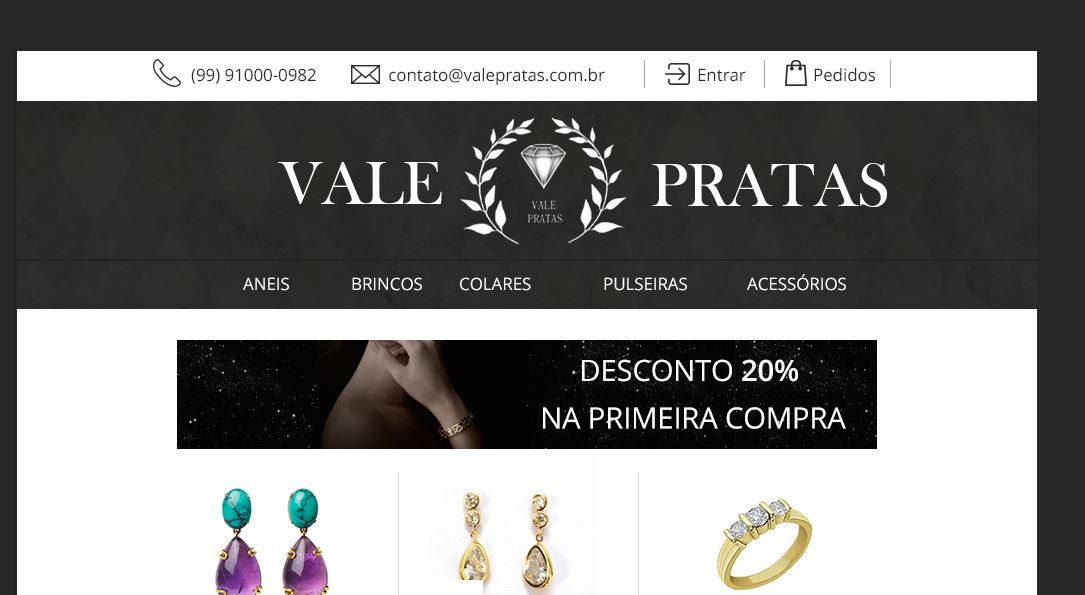 (99) 91000-0982 contato@valepratas.com.br Entrar Pedidos
VALE PRATAS
VALE
PRATAS
ANEIS BRINCOS COLARES PULSEIRAS ACESSÓRIOS
DESCONTO 20%
NA PRIMEIRA COMPRA